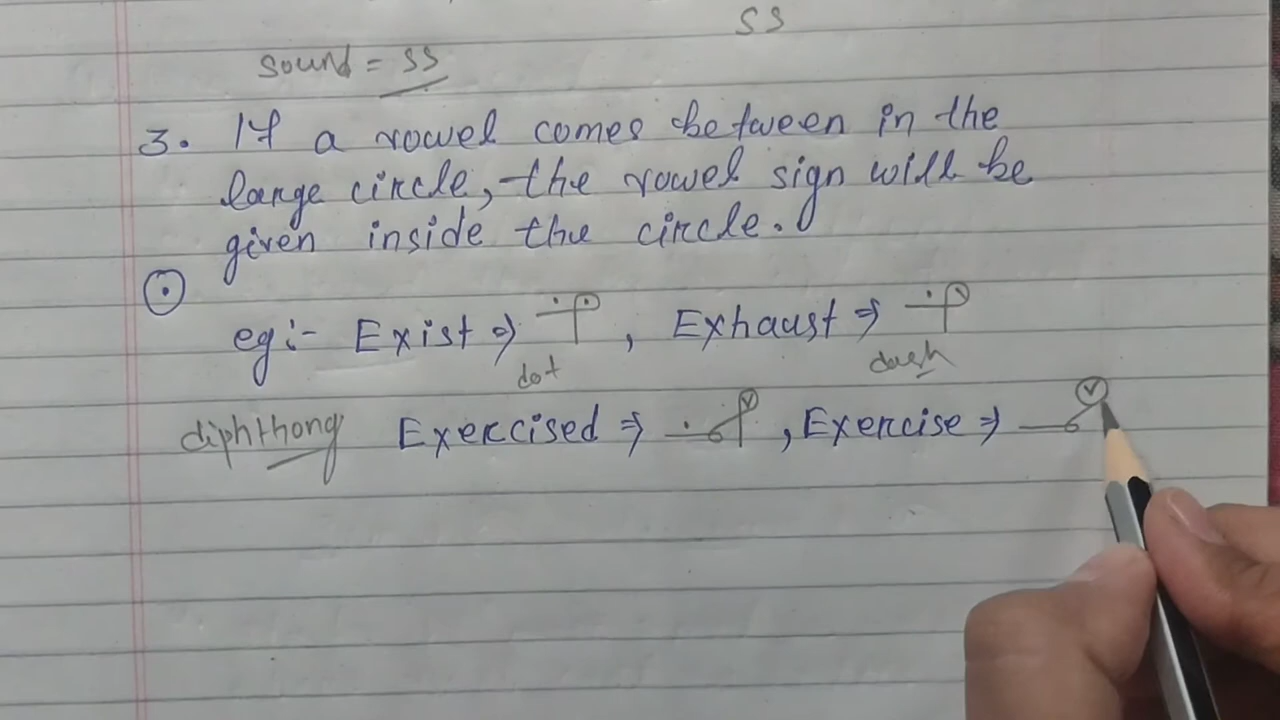 ss
sound = ss
3. If a vowel comes between in the
large circle, the vowel sign will be
given inside the circle.
eg:- Exist ⇒ , Exhaust ⇒
dot dash
diphthong Exercised ⇒ , Exercise ⇒